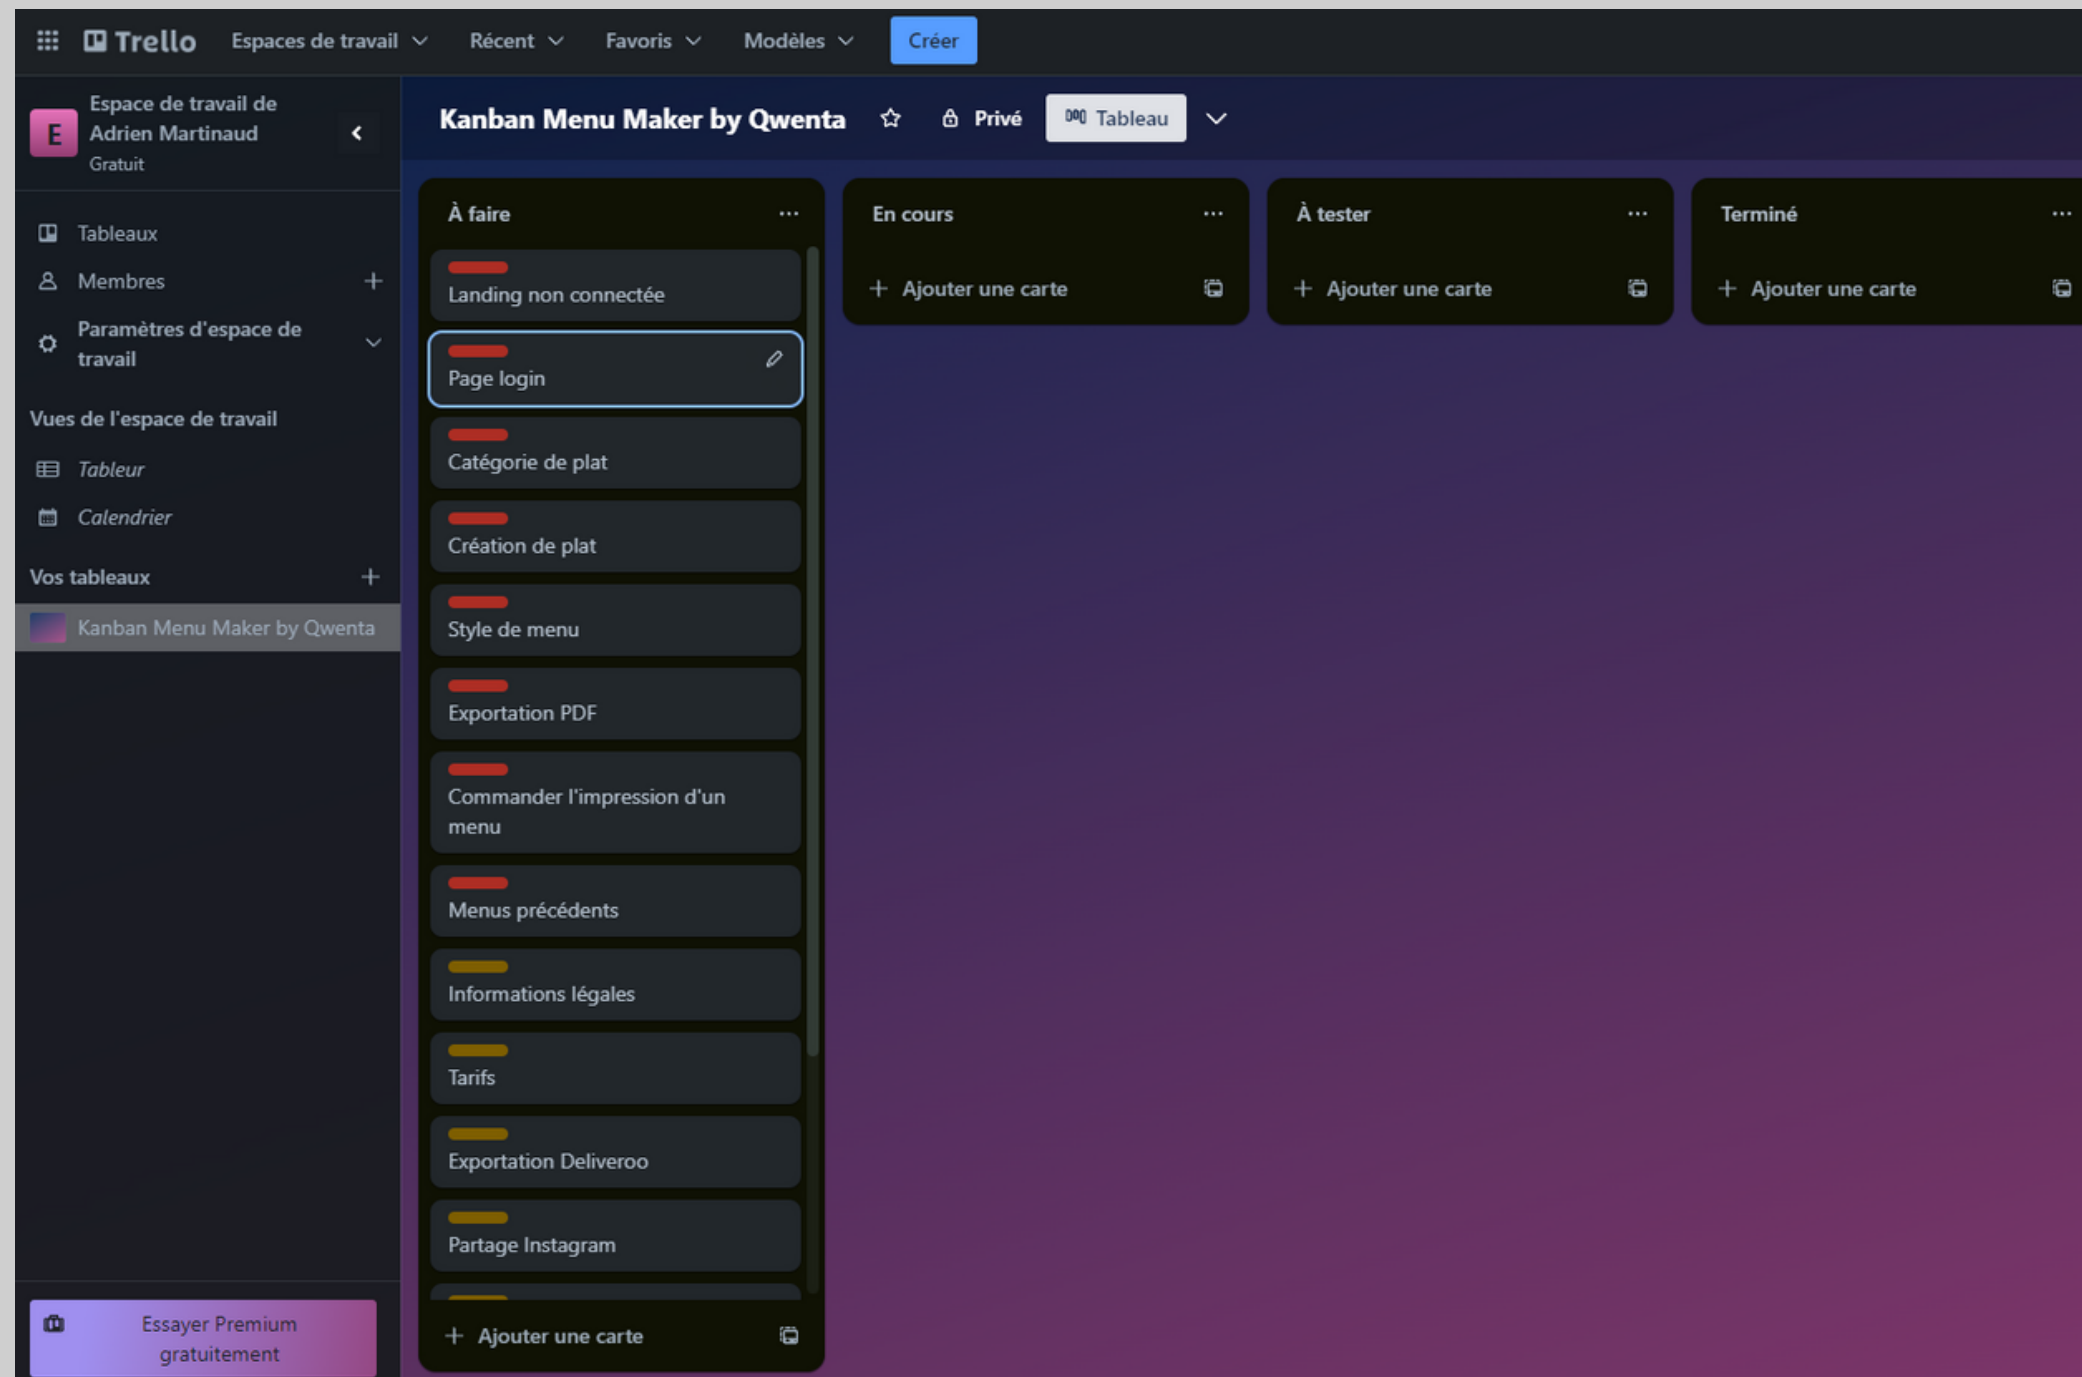 Trello Espaces de travail Récent Favoris Modèles Créer
Espace de travail de
Adrien Martinaud
Gratuit
E
Tableaux
Membres
Paramètres d'espace de
travail
Vues de l'espace de travail
Tableur
Calendrier
Vos tableaux
Kanban Menu Maker by Qwenta
Essayer Premium
gratuitement
Kanban Menu Maker by Qwenta Privé Tableau
À faire
Landing non connectée
Page login
Catégorie de plat
Création de plat
Style de menu
Exportation PDF
Commander l'impression d'un
menu
Menus précédents
Informations légales
Tarifs
Exportation Deliveroo
Partage Instagram
Ajouter une carte
En cours
Ajouter une carte
À tester
Ajouter une carte
Terminé
Ajouter une carte